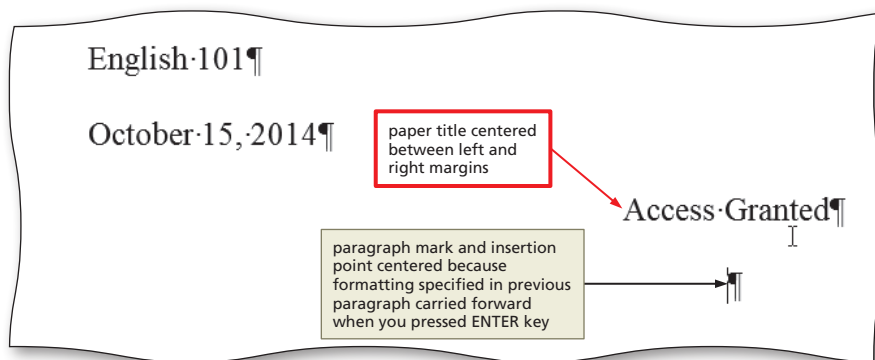 English·101¶
October·15,·2014¶
paper title centered
between left and
right margins
Access·Granted¶
paragraph mark and insertion
point centered because
formatting specified in previous
paragraph carried forward
when you pressed ENTER key
¶